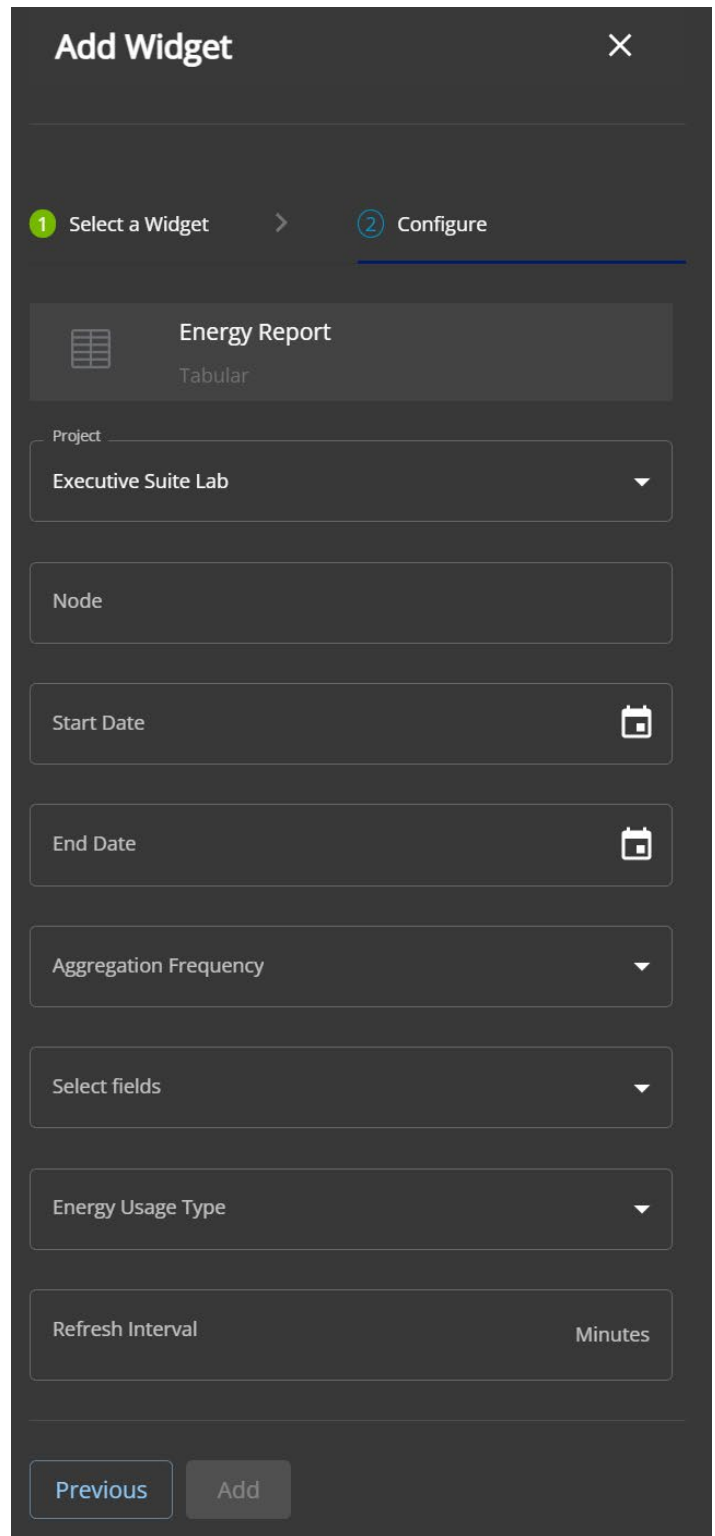 Add Widget
1 Select a Widget
2 Configure
Energy Report
Tabular
Project
Executive Suite Lab
Node
Start Date
End Date
Aggregation Frequency
Select fields
Energy Usage Type
Refresh Interval Minutes
Previous Add